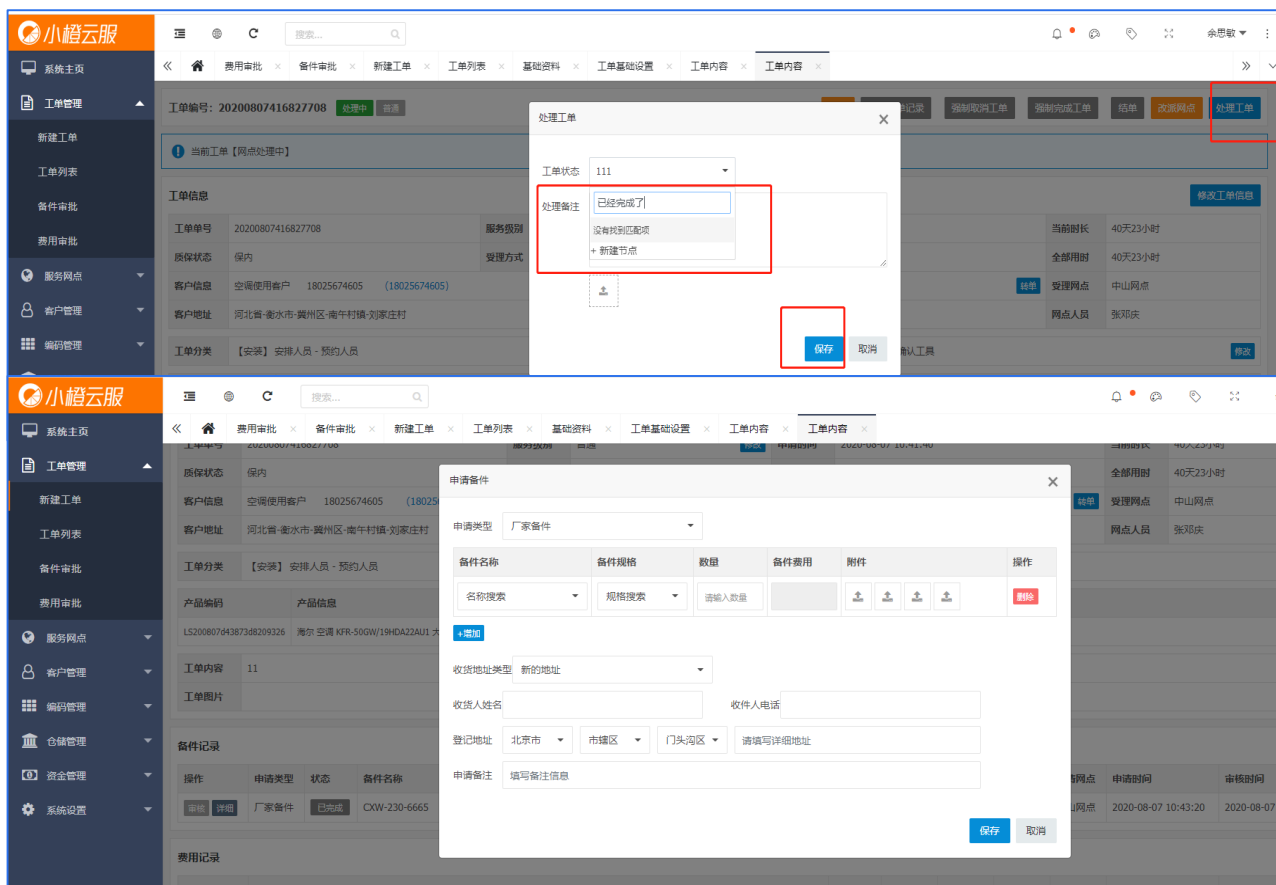 小橙云服
搜索...
余思敏
系统主页
费用审批
备件审批
新建工单
工单列表
基础资料
工单基础设置
工单内容
工单内容
工单管理
新建工单
工单列表
备件审批
费用审批
服务网点
客户管理
编码管理
工单编号: 20200807416827708 处理中 普通
单记录
强制取消工单
强制完成工单
结单
改派网点
处理工单
当前工单【网点处理中】
工单信息
修改工单信息
工单单号 20200807416827708 服务级别
当前时长 40天23小时
质保状态 保内 受理方式
全部用时 40天23小时
客户信息 空调使用客户 18025674605 (18025674605)
转单 受理网点 中山网点
客户地址 河北省-衡水市-冀州区-南午村镇-刘家庄村
网点人员 张邓庆
工单分类 【安装】安排人员 - 预约人员
确认工具
修改
处理工单
工单状态 111
处理备注 已经完成了
没有找到匹配项
+ 新建节点
保存 取消
小橙云服
搜索...
系统主页
费用审批
备件审批
新建工单
工单列表
基础资料
工单基础设置
工单内容
工单内容
工单管理
新建工单
工单列表
备件审批
费用审批
服务网点
客户管理
编码管理
仓储管理
资金管理
系统设置
工单单号 20200807416827708 服务级别 普通 修改 申请时间 2020-08-07 10:41:40 当前时长 40天23小时
质保状态 保内
全部用时 40天23小时
客户信息 空调使用客户 18025674605 (18025
转单 受理网点 中山网点
客户地址 河北省-衡水市-冀州区-南午村镇-刘家庄村
网点人员 张邓庆
工单分类 【安装】安排人员 - 预约人员
产品编码 产品信息
LS200807d43873d8209326 海尔 空调 KFR-50GW/19HDA22AU1 大
工单内容 11
工单图片
备件记录
操作 申请类型 状态 备件名称
网点 申请时间 审核时间
审核 详细 厂家备件 已完成 CXW-230-6665
山网点 2020-08-07 10:43:20 2020-08-07
费用记录
申请备件
申请类型 厂家备件
备件名称 备件规格 数量 备件费用 附件 操作
名称搜索 规格搜索 请输入数量 删除
+增加
收货地址类型 新的地址
收货人姓名 收件人电话
登记地址 北京市 市辖区 门头沟区 请填写详细地址
申请备注 填写备注信息
保存 取消